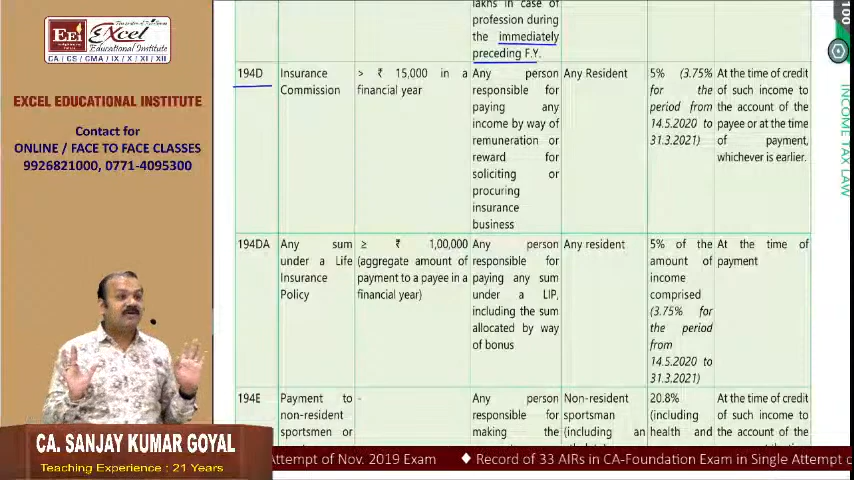 Excel
EEi
Educational Institute
CA / CS / CMA / IX / X / XI / XII
EXCEL EDUCATIONAL INSTITUTE
Contact for
ONLINE / FACE TO FACE CLASSES
9926821000, 0771-4095300
lakhs in case of
profession during
the immediately
preceding F.Y.
194D
Insurance
Commission
> ₹ 15,000 in a
financial year
Any person
responsible for
paying any
income by way of
remuneration or
reward for
soliciting or
procuring
insurance
business
Any Resident
5% (3.75%
for the
period from
14.5.2020 to
31.3.2021)
At the time of credit
of such income to
the account of the
payee or at the time
of payment,
whichever is earlier.
194DA
Any sum
under a Life
Insurance
Policy
≥ ₹ 1,00,000
(aggregate amount of
payment to a payee in a
financial year)
Any person
responsible for
paying any sum
under a LIP,
including the sum
allocated by way
of bonus
Any resident
5% of the
amount of
income
comprised
(3.75% for
the period
from
14.5.2020 to
31.3.2021)
At the time of
payment
194E
Payment to
non-resident
sportsmen or
-
Any person
responsible for
making the
Non-resident
sportsman
(including an
20.8%
(including
health and
At the time of credit
of such income to
the account of the
INCOME TAX LAW
CA. SANJAY KUMAR GOYAL
Teaching Experience : 21 Years
Attempt of Nov. 2019 Exam ♦ Record of 33 AIRs in CA-Foundation Exam in Single Attempt